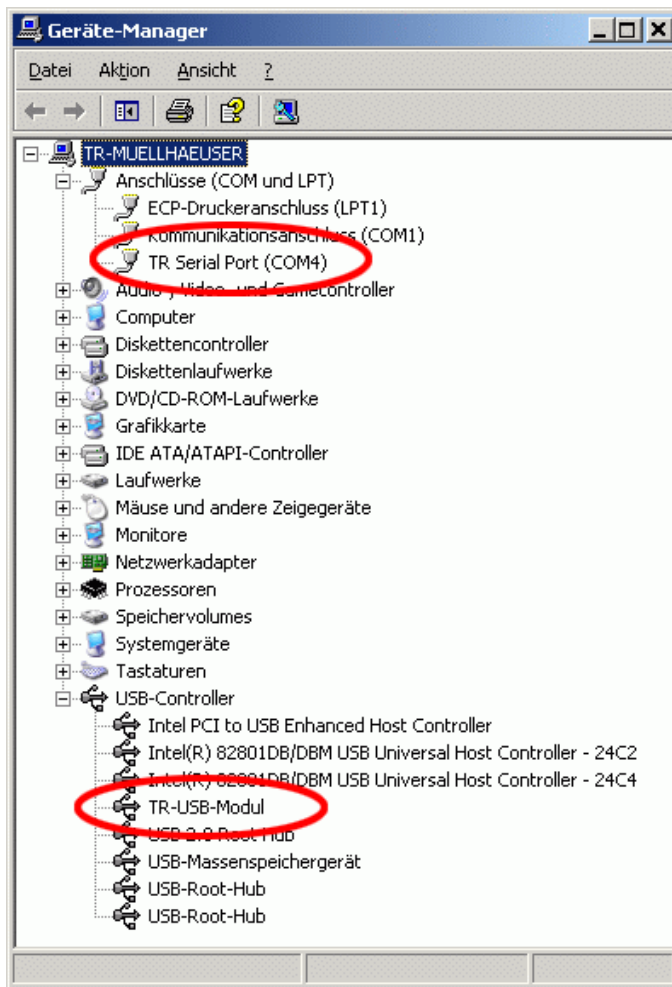 Geräte-Manager
Datei Aktion Ansicht ?
TR-MUELLHAEUSER
Anschlüsse (COM und LPT)
ECP-Druckeranschluss (LPT1)
Kommunikationsanschluss (COM1)
TR Serial Port (COM4)
Audio-, Video- und Gamecontroller
Computer
Diskettencontroller
Diskettenlaufwerke
DVD/CD-ROM-Laufwerke
Grafikkarte
IDE ATA/ATAPI-Controller
Laufwerke
Mäuse und andere Zeigegeräte
Monitore
Netzwerkadapter
Prozessoren
Speichervolumes
Systemgeräte
Tastaturen
USB-Controller
Intel PCI to USB Enhanced Host Controller
Intel(R) 82801DB/DBM USB Universal Host Controller - 24C2
Intel(R) 82801DB/DBM USB Universal Host Controller - 24C4
TR-USB-Modul
USB 2.0 Root Hub
USB-Massenspeichergerät
USB-Root-Hub
USB-Root-Hub